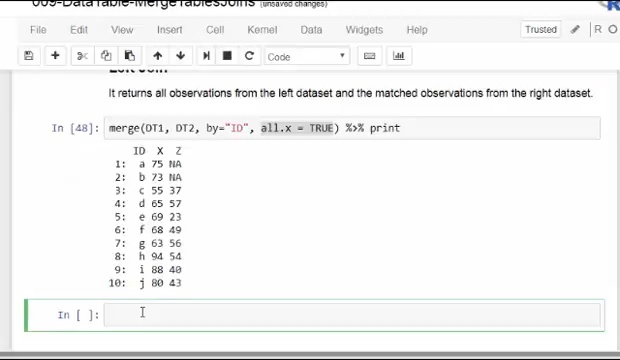 009-DataTable-MergeTablesJoins (unsaved changes)
File Edit View Insert Cell Kernel Data Widgets Help Trusted R
Code
Left Join
It returns all observations from the left dataset and the matched observations from the right dataset.
In [48]: merge(DT1, DT2, by="ID", all.x = TRUE) %>% print
ID X Z
1: a 75 NA
2: b 73 NA
3: c 55 37
4: d 65 57
5: e 69 23
6: f 68 49
7: g 63 56
8: h 94 54
9: i 88 40
10: j 80 43
In [ ]: